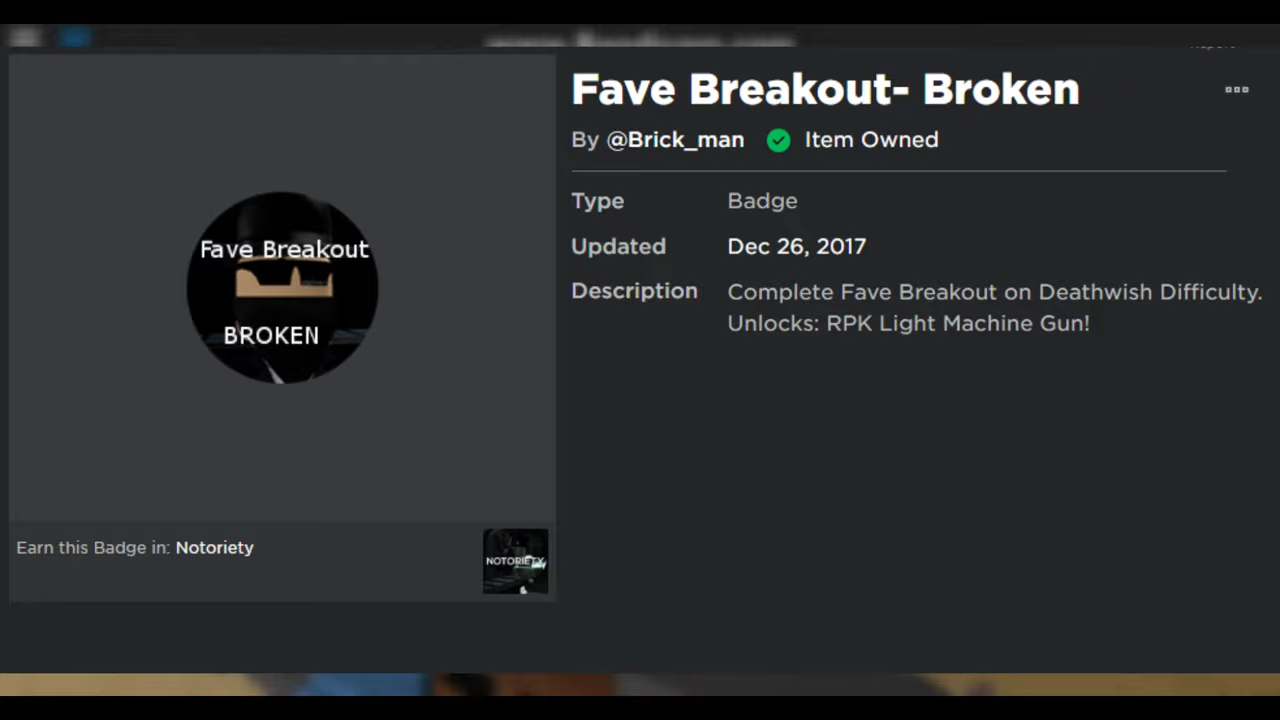 Fave Breakout- Broken
By @Brick_man Item Owned
Type Badge
Updated Dec 26, 2017
Description Complete Fave Breakout on Deathwish Difficulty.
Unlocks: RPK Light Machine Gun!
Fave Breakout
BROKEN
Earn this Badge in: Notoriety
NOTORIETY